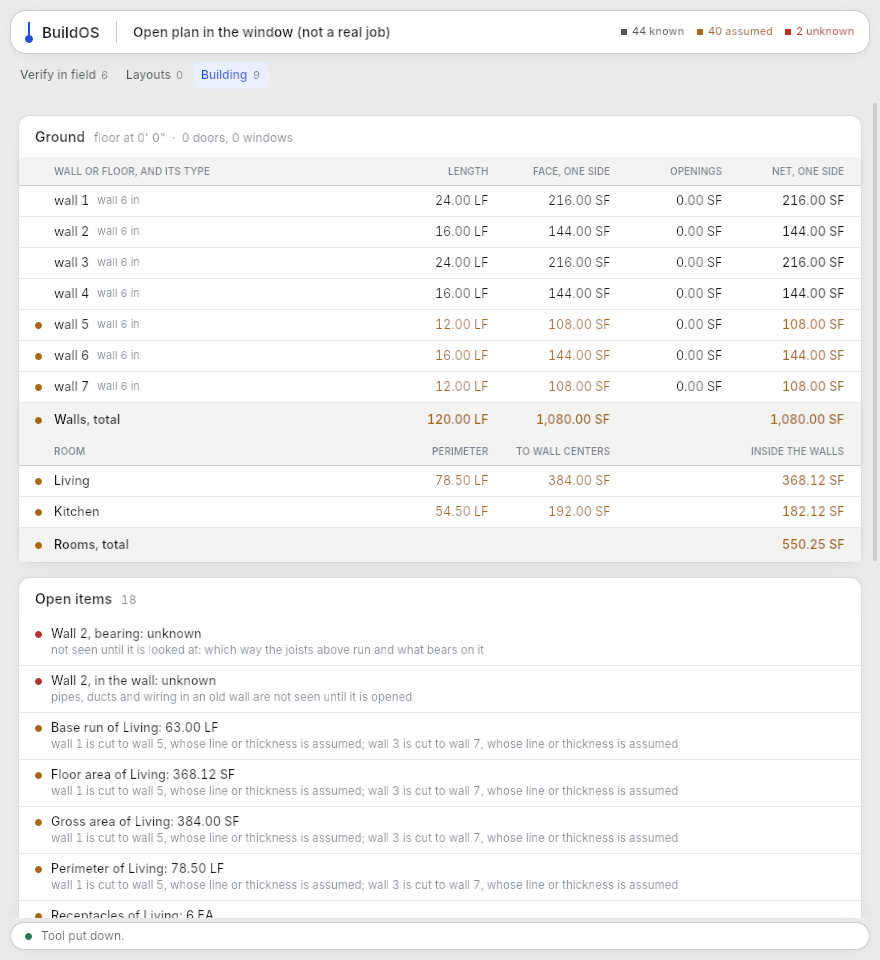 BuildOS
Open plan in the window (not a real job)
44 known
40 assumed
2 unknown
Verify in field 6
Layouts 0
Building 9
Ground floor at 0' 0" · 0 doors, 0 windows
WALL OR FLOOR, AND ITS TYPE LENGTH FACE, ONE SIDE OPENINGS NET, ONE SIDE
wall 1 wall 6 in 24.00 LF 216.00 SF 0.00 SF 216.00 SF
wall 2 wall 6 in 16.00 LF 144.00 SF 0.00 SF 144.00 SF
wall 3 wall 6 in 24.00 LF 216.00 SF 0.00 SF 216.00 SF
wall 4 wall 6 in 16.00 LF 144.00 SF 0.00 SF 144.00 SF
wall 5 wall 6 in 12.00 LF 108.00 SF 0.00 SF 108.00 SF
wall 6 wall 6 in 16.00 LF 144.00 SF 0.00 SF 144.00 SF
wall 7 wall 6 in 12.00 LF 108.00 SF 0.00 SF 108.00 SF
Walls, total 120.00 LF 1,080.00 SF 1,080.00 SF
ROOM PERIMETER TO WALL CENTERS INSIDE THE WALLS
Living 78.50 LF 384.00 SF 368.12 SF
Kitchen 54.50 LF 192.00 SF 182.12 SF
Rooms, total 550.25 SF
Open items 18
Wall 2, bearing: unknown
not seen until it is looked at: which way the joists above run and what bears on it
Wall 2, in the wall: unknown
pipes, ducts and wiring in an old wall are not seen until it is opened
Base run of Living: 63.00 LF
wall 1 is cut to wall 5, whose line or thickness is assumed; wall 3 is cut to wall 7, whose line or thickness is assumed
Floor area of Living: 368.12 SF
wall 1 is cut to wall 5, whose line or thickness is assumed; wall 3 is cut to wall 7, whose line or thickness is assumed
Gross area of Living: 384.00 SF
wall 1 is cut to wall 5, whose line or thickness is assumed; wall 3 is cut to wall 7, whose line or thickness is assumed
Perimeter of Living: 78.50 LF
wall 1 is cut to wall 5, whose line or thickness is assumed; wall 3 is cut to wall 7, whose line or thickness is assumed
Receptacles of Living: 6 EA
Tool put down.